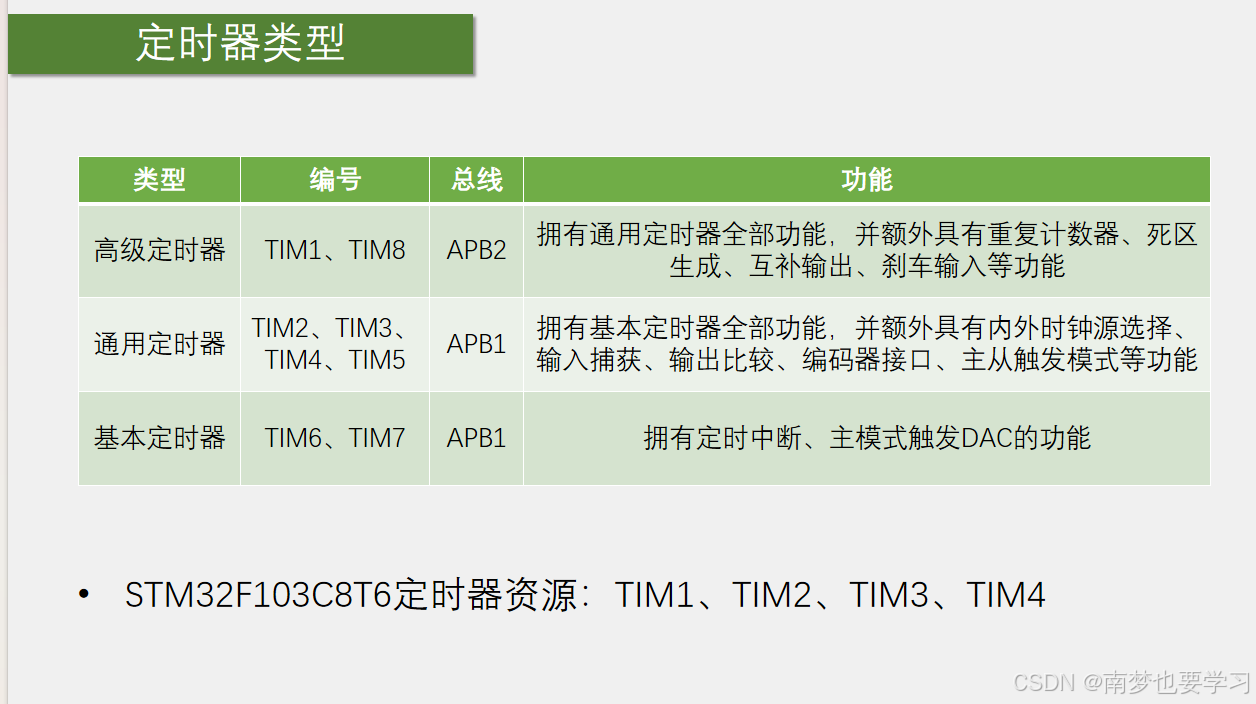 定时器类型
类型 编号 总线 功能
高级定时器 TIM1、TIM8 APB2 拥有通用定时器全部功能，并额外具有重复计数器、死区
生成、互补输出、刹车输入等功能
通用定时器 TIM2、TIM3、
TIM4、TIM5 APB1 拥有基本定时器全部功能，并额外具有内外时钟源选择、
输入捕获、输出比较、编码器接口、主从触发模式等功能
基本定时器 TIM6、TIM7 APB1 拥有定时中断、主模式触发DAC的功能
• STM32F103C8T6定时器资源：TIM1、TIM2、TIM3、TIM4
CSDN @南梦也要学习